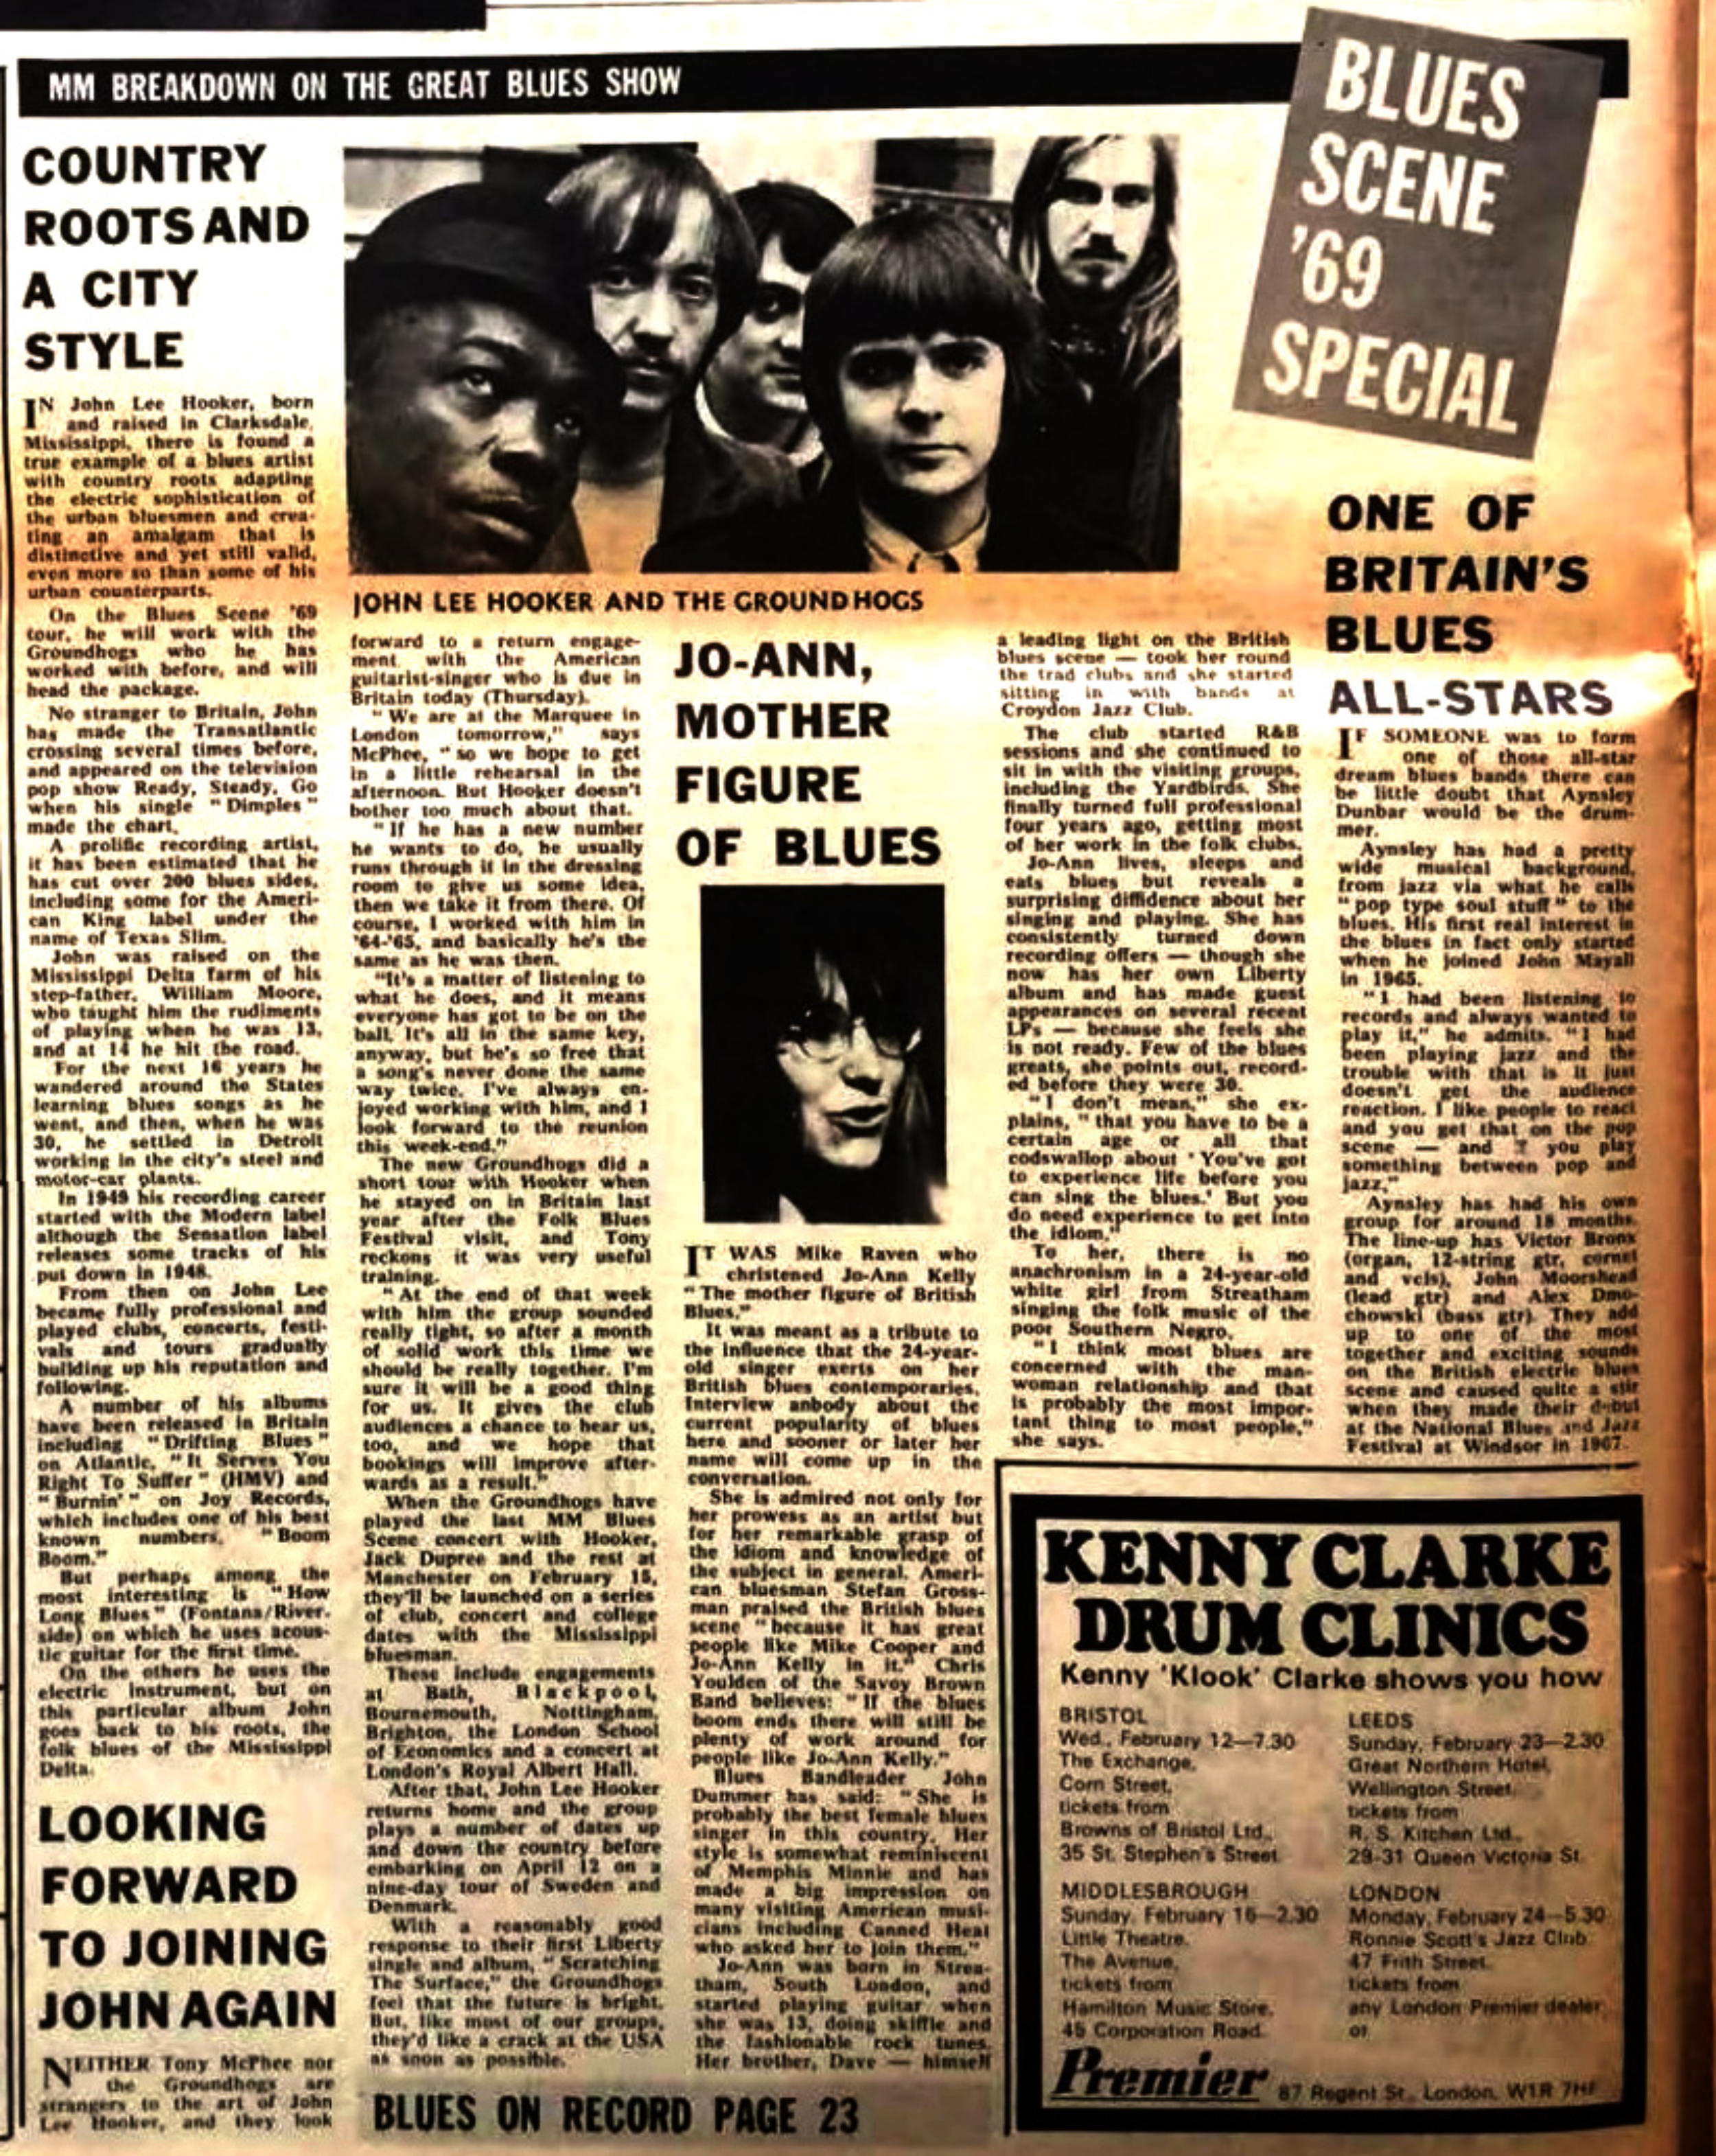 MM BREAKDOWN ON THE GREAT BLUES SHOW
BLUES
SCENE
'69
SPECIAL
COUNTRY
ROOTS AND
A CITY
STYLE
IN John Lee Hooker, born
and raised in Clarksdale,
Mississippi, there is found a
true example of a blues artist
with country roots adapting
the electric sophistication of
the urban bluesmen and crea-
ting an amalgam that is
distinctive and yet still valid,
even more so than some of his
urban counterparts.
On the Blues Scene '69
tour, he will work with the
Groundhogs who he has
worked with before, and will
head the package.
No stranger to Britain, John
has made the Transatlantic
crossing several times before,
and appeared on the television
pop show Ready, Steady, Go
when his single "Dimples"
made the chart.
A prolific recording artist,
it has been estimated that he
has cut over 200 blues sides,
including some for the Ameri-
can King label under the
name of Texas Slim.
John was raised on the
Mississippi Delta farm of his
step-father, William Moore,
who taught him the rudiments
of playing when he was 13,
and at 14 he hit the road.
For the next 16 years he
wandered around the States
learning blues songs as he
went, and then, when he was
30, he settled in Detroit
working in the city's steel and
motor-car plants.
In 1949 his recording career
started with the Modern label
although the Sensation label
releases some tracks of his
put down in 1948.
From then on John Lee
became fully professional and
played clubs, concerts, festi-
vals and tours gradually
building up his reputation and
following.
A number of his albums
have been released in Britain
including "Drifting Blues"
on Atlantic, "It Serves You
Right To Suffer" (HMV) and
"Burnin'" on Joy Records,
which includes one of his best
known numbers, "Boom
Boom."
But perhaps among the
most interesting is "How
Long Blues" (Fontana/River-
side) on which he uses acous-
tic guitar for the first time.
On the others he uses the
electric instrument, but on
this particular album John
goes back to his roots, the
folk blues of the Mississippi
Delta.
LOOKING
FORWARD
TO JOINING
JOHN AGAIN
NEITHER Tony McPhee nor
the Groundhogs are
strangers to the art of John
Lee Hooker, and they look
JOHN LEE HOOKER AND THE GROUNDHOGS
forward to a return engage-
ment with the American
guitarist-singer who is due in
Britain today (Thursday).
"We are at the Marquee in
London tomorrow," says
McPhee, "so we hope to get
in a little rehearsal in the
afternoon. But Hooker doesn't
bother too much about that.
"If he has a new number
he wants to do, he usually
runs through it in the dressing
room to give us some idea,
then we take it from there. Of
course, I worked with him in
'64-'65, and basically he's the
same as he was then.
"It's a matter of listening to
what he does, and it means
everyone has got to be on the
ball. It's all in the same key,
anyway, but he's so free that
a song's never done the same
way twice. I've always en-
joyed working with him, and I
look forward to the reunion
this week-end."
The new Groundhogs did a
short tour with Hooker when
he stayed on in Britain last
year after the Folk Blues
Festival visit, and Tony
reckons it was very useful
training.
"At the end of that week
with him the group sounded
really tight, so after a month
of solid work this time we
should be really together. I'm
sure it will be a good thing
for us. It gives the club
audiences a chance to hear us,
too, and we hope that
bookings will improve after-
wards as a result."
When the Groundhogs have
played the last MM Blues
Scene concert with Hooker,
Jack Dupree and the rest at
Manchester on February 15,
they'll be launched on a series
of club, concert and college
dates with the Mississippi
bluesman.
These include engagements
at Bath, Blackpool,
Bournemouth, Nottingham,
Brighton, the London School
of Economics and a concert at
London's Royal Albert Hall.
After that, John Lee Hooker
returns home and the group
plays a number of dates up
and down the country before
embarking on April 12 on a
nine-day tour of Sweden and
Denmark.
With a reasonably good
response to their first Liberty
single and album, "Scratching
The Surface," the Groundhogs
feel that the future is bright.
But, like most of our groups,
they'd like a crack at the USA
as soon as possible.
JO-ANN,
MOTHER
FIGURE
OF BLUES
IT WAS Mike Raven who
christened Jo-Ann Kelly
"The mother figure of British
Blues."
It was meant as a tribute to
the influence that the 24-year-
old singer exerts on her
British blues contemporaries.
Interview anbody about the
current popularity of blues
here and sooner or later her
name will come up in the
conversation.
She is admired not only for
her prowess as an artist but
for her remarkable grasp of
the idiom and knowledge of
the subject in general. Ameri-
can bluesman Stefan Gross-
man praised the British blues
scene "because it has great
people like Mike Cooper and
Jo-Ann Kelly in it." Chris
Youlden of the Savoy Brown
Band believes: "If the blues
boom ends there will still be
plenty of work around for
people like Jo-Ann Kelly."
Blues Bandleader John
Dummer has said: "She is
probably the best female blues
singer in this country. Her
style is somewhat reminiscent
of Memphis Minnie and has
made a big impression on
many visiting American musi-
cians including Canned Heat
who asked her to join them."
Jo-Ann was born in Strea-
tham, South London, and
started playing guitar when
she was 13, doing skiffle and
the fashionable rock tunes.
Her brother, Dave — himself
a leading light on the British
blues scene — took her round
the trad clubs and she started
sitting in with bands at
Croydon Jazz Club.
The club started R&B
sessions and she continued to
sit in with the visiting groups,
including the Yardbirds. She
finally turned full professional
four years ago, getting most
of her work in the folk clubs.
Jo-Ann lives, sleeps and
eats blues but reveals a
surprising diffidence about her
singing and playing. She has
consistently turned down
recording offers — though she
now has her own Liberty
album and has made guest
appearances on several recent
LPs — because she feels she
is not ready. Few of the blues
greats, she points out, record-
ed before they were 30.
"I don't mean," she ex-
plains, "that you have to be a
certain age or all that
codswallop about 'You've got
to experience life before you
can sing the blues.' But you
do need experience to get into
the idiom."
To her, there is no
anachronism in a 24-year-old
white girl from Streatham
singing the folk music of the
poor Southern Negro.
"I think most blues are
concerned with the man-
woman relationship and that
is probably the most impor-
tant thing to most people,"
she says.
ONE OF
BRITAIN'S
BLUES
ALL-STARS
IF SOMEONE was to form
one of those all-star
dream blues bands there can
be little doubt that Aynsley
Dunbar would be the drum-
mer.
Aynsley has had a pretty
wide musical background,
from jazz via what he calls
"pop type soul stuff" to the
blues. His first real interest in
the blues in fact only started
when he joined John Mayall
in 1965.
"I had been listening to
records and always wanted to
play it," he admits. "I had
been playing jazz and the
trouble with that is it just
doesn't get the audience
reaction. I like people to react
and you get that on the pop
scene — and you play
something between pop and
jazz."
Aynsley has had his own
group for around 18 months.
The line-up has Victor Bronx
(organ, 12-string gtr, cornet
and vcls), John Moorshead
(lead gtr) and Alex Dmo-
chowski (bass gtr). They add
up to one of the most
together and exciting sounds
on the British electric blues
scene and caused quite a stir
when they made their debut
at the National Blues and Jazz
Festival at Windsor in 1967.
KENNY CLARKE
DRUM CLINICS
Kenny 'Klook' Clarke shows you how
BRISTOL
Wed., February 12—7.30
The Exchange,
Corn Street,
tickets from
Browns of Bristol Ltd.,
35 St. Stephen's Street
MIDDLESBROUGH
Sunday, February 16—2.30
Little Theatre,
The Avenue,
tickets from
Hamilton Music Store,
45 Corporation Road.
LEEDS
Sunday, February 23—2.30
Great Northern Hotel,
Wellington Street,
tickets from
R. S. Kitchen Ltd.,
29-31 Queen Victoria St.
LONDON
Monday, February 24—5.30
Ronnie Scott's Jazz Club
47 Frith Street,
tickets from
any London Premier dealer,
or
Premier 87 Regent St., London, W1R 7HF
BLUES ON RECORD PAGE 23